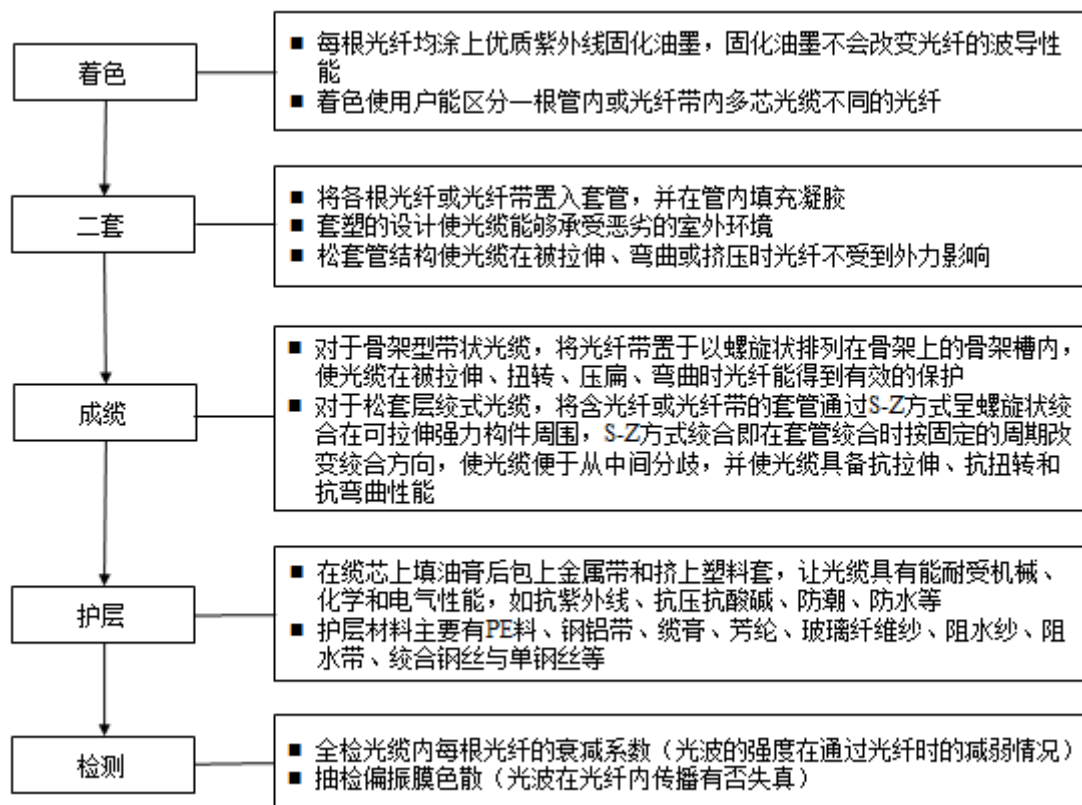 着色
■ 每根光纤均涂上优质紫外线固化油墨，固化油墨不会改变光纤的波导性
能
■ 着色使用户能区分一根管内或光纤带内多芯光缆不同的光纤
二套
■ 将各根光纤或光纤带置入套管，并在管内填充凝胶
■ 套塑的设计使光缆能够承受恶劣的室外环境
■ 松套管结构使光缆在被拉伸、弯曲或挤压时光纤不受到外力影响
成缆
■ 对于骨架型带状光缆，将光纤带置于以螺旋状排列在骨架上的骨架槽内，
使光缆在被拉伸、扭转、压扁、弯曲时光纤能得到有效的保护
■ 对于松套层绞式光缆，将含光纤或光纤带的套管通过S-Z方式呈螺旋状绞
合在可拉伸强力构件周围，S-Z方式绞合即在套管绞合时按固定的周期改
变绞合方向，使光缆便于从中间分歧，并使光缆具备抗拉伸、抗扭转和
抗弯曲性能
护层
■ 在缆芯上填油膏后包上金属带和挤上塑料套，让光缆具有能耐受机械、
化学和电气性能，如抗紫外线、抗压抗酸碱、防潮、防水等
■ 护层材料主要有PE料、钢铝带、缆膏、芳纶、玻璃纤维纱、阻水纱、阻
水带、绞合钢丝与单钢丝等
检测
■ 全检光缆内每根光纤的衰减系数（光波的强度在通过光纤时的减弱情况）
■ 抽检偏振膜色散（光波在光纤内传播有否失真）